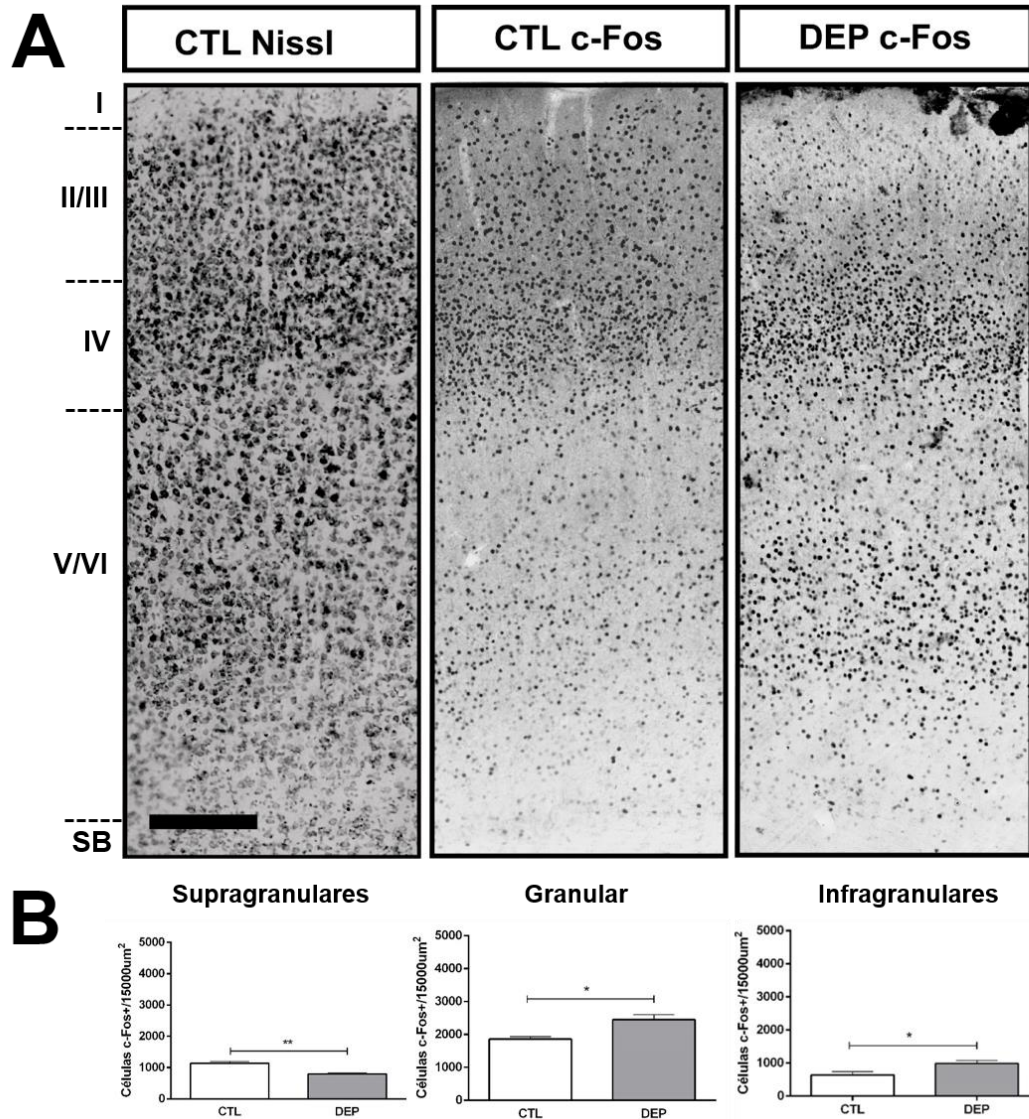 A
CTL Nissl
CTL c-Fos
DEP c-Fos
I
II/III
IV
V/VI
SB
B
Supragranulares
Granular
Infragranulares
Células c-Fos+/15000um²
5000
4000
3000
2000
1000
0
**
CTL
DEP
Células c-Fos+/15000um²
5000
4000
3000
2000
1000
0
*
CTL
DEP
Células c-Fos+/15000um²
5000
4000
3000
2000
1000
0
*
CTL
DEP